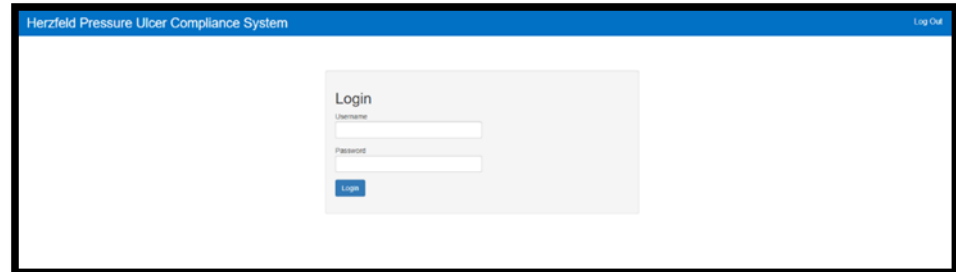 Herzfeld Pressure Ulcer Compliance System
Log Out
Login
Username
Password
Login